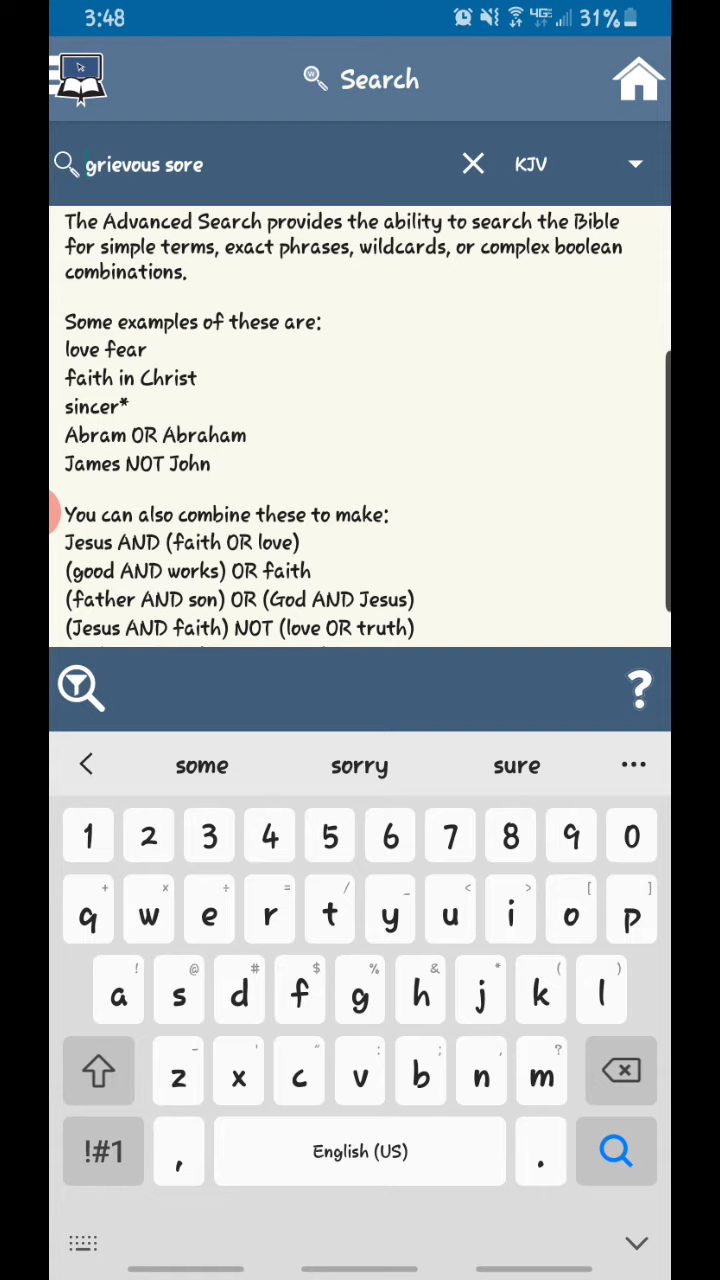 3:48 4GE 31%
Search
grievous sore KJV
The Advanced Search provides the ability to search the Bible
for simple terms, exact phrases, wildcards, or complex boolean
combinations.
Some examples of these are:
love fear
faith in Christ
sincer*
Abram OR Abraham
James NOT John
You can also combine these to make:
Jesus AND (faith OR love)
(good AND works) OR faith
(father AND son) OR (God AND Jesus)
(Jesus AND faith) NOT (love OR truth)
?
some sorry sure ...
1 2 3 4 5 6 7 8 9 0
+ × ÷ = / _ < > [ ]
q w e r t y u i o p
! @ # $ % & * ( )
a s d f g h j k l
- ' " : ; , ?
z x c v b n m
!#1 , English (US) .